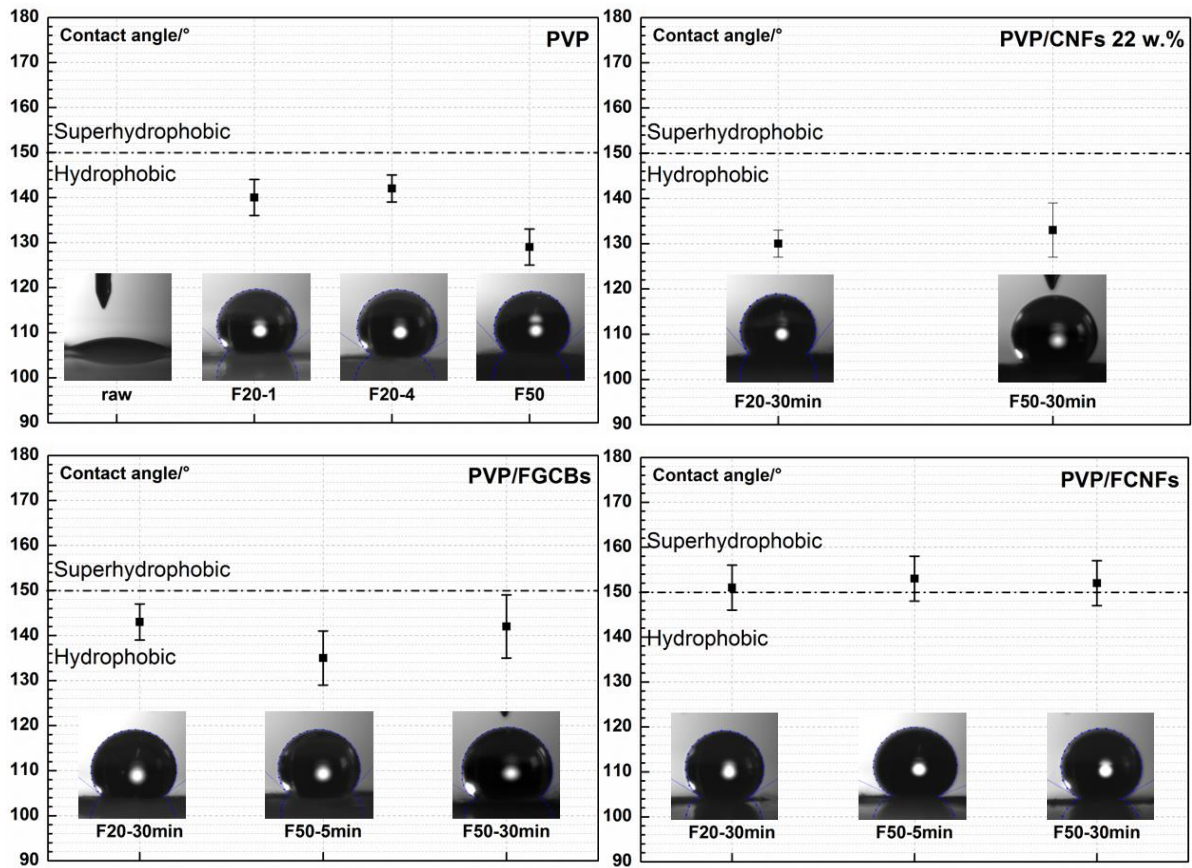 180
170
160
150
140
130
120
110
100
90
Contact angle/°
PVP
Superhydrophobic
Hydrophobic
raw
F20-1
F20-4
F50
180
170
160
150
140
130
120
110
100
90
Contact angle/°
PVP/CNFs 22 w.%
Superhydrophobic
Hydrophobic
F20-30min
F50-30min
180
170
160
150
140
130
120
110
100
90
Contact angle/°
PVP/FGCBs
Superhydrophobic
Hydrophobic
F20-30min
F50-5min
F50-30min
180
170
160
150
140
130
120
110
100
90
Contact angle/°
PVP/FCNFs
Superhydrophobic
Hydrophobic
F20-30min
F50-5min
F50-30min